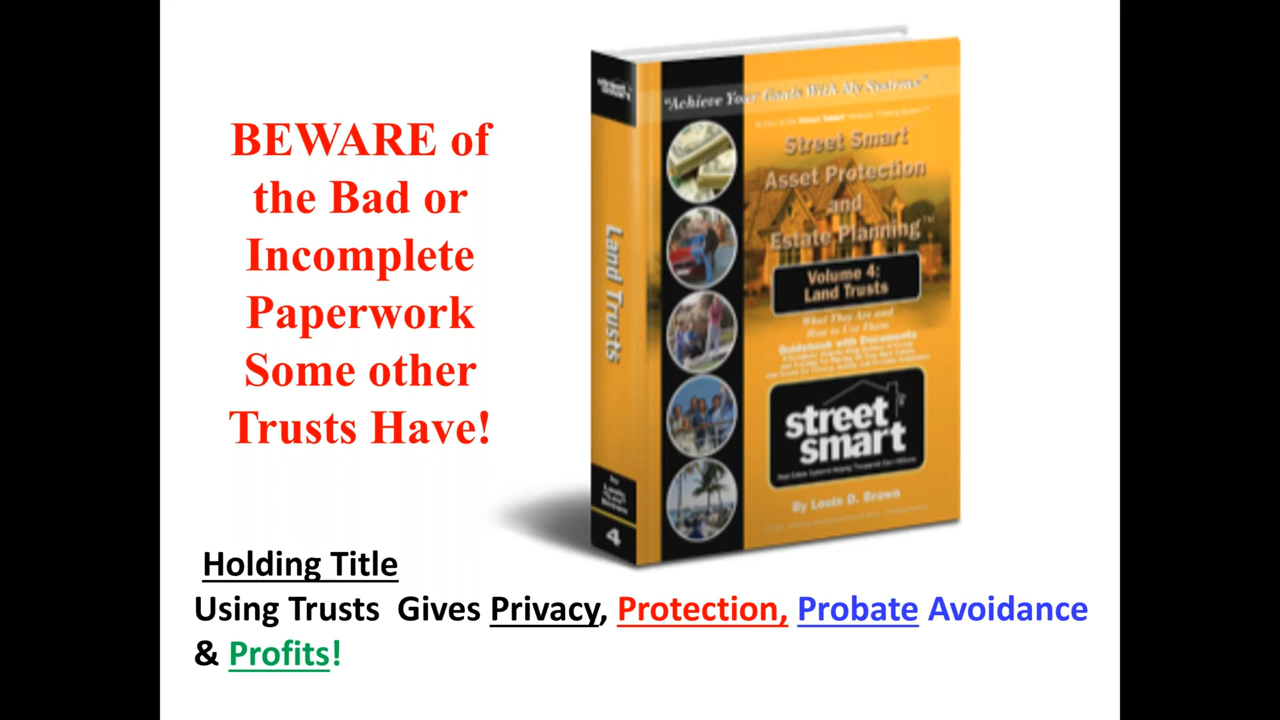 BEWARE of
the Bad or
Incomplete
Paperwork
Some other
Trusts Have!
street
smart
Land Trusts
4
"Achieve Your Goals With My Systems"
Street Smart
Asset Protection
and
Estate Planning™
Volume 4:
Land Trusts
What They Are and
How to Use Them
Guidebook with Documents
street
smart
By Louis D. Brown
Holding Title
Using Trusts Gives Privacy, Protection, Probate Avoidance
& Profits!